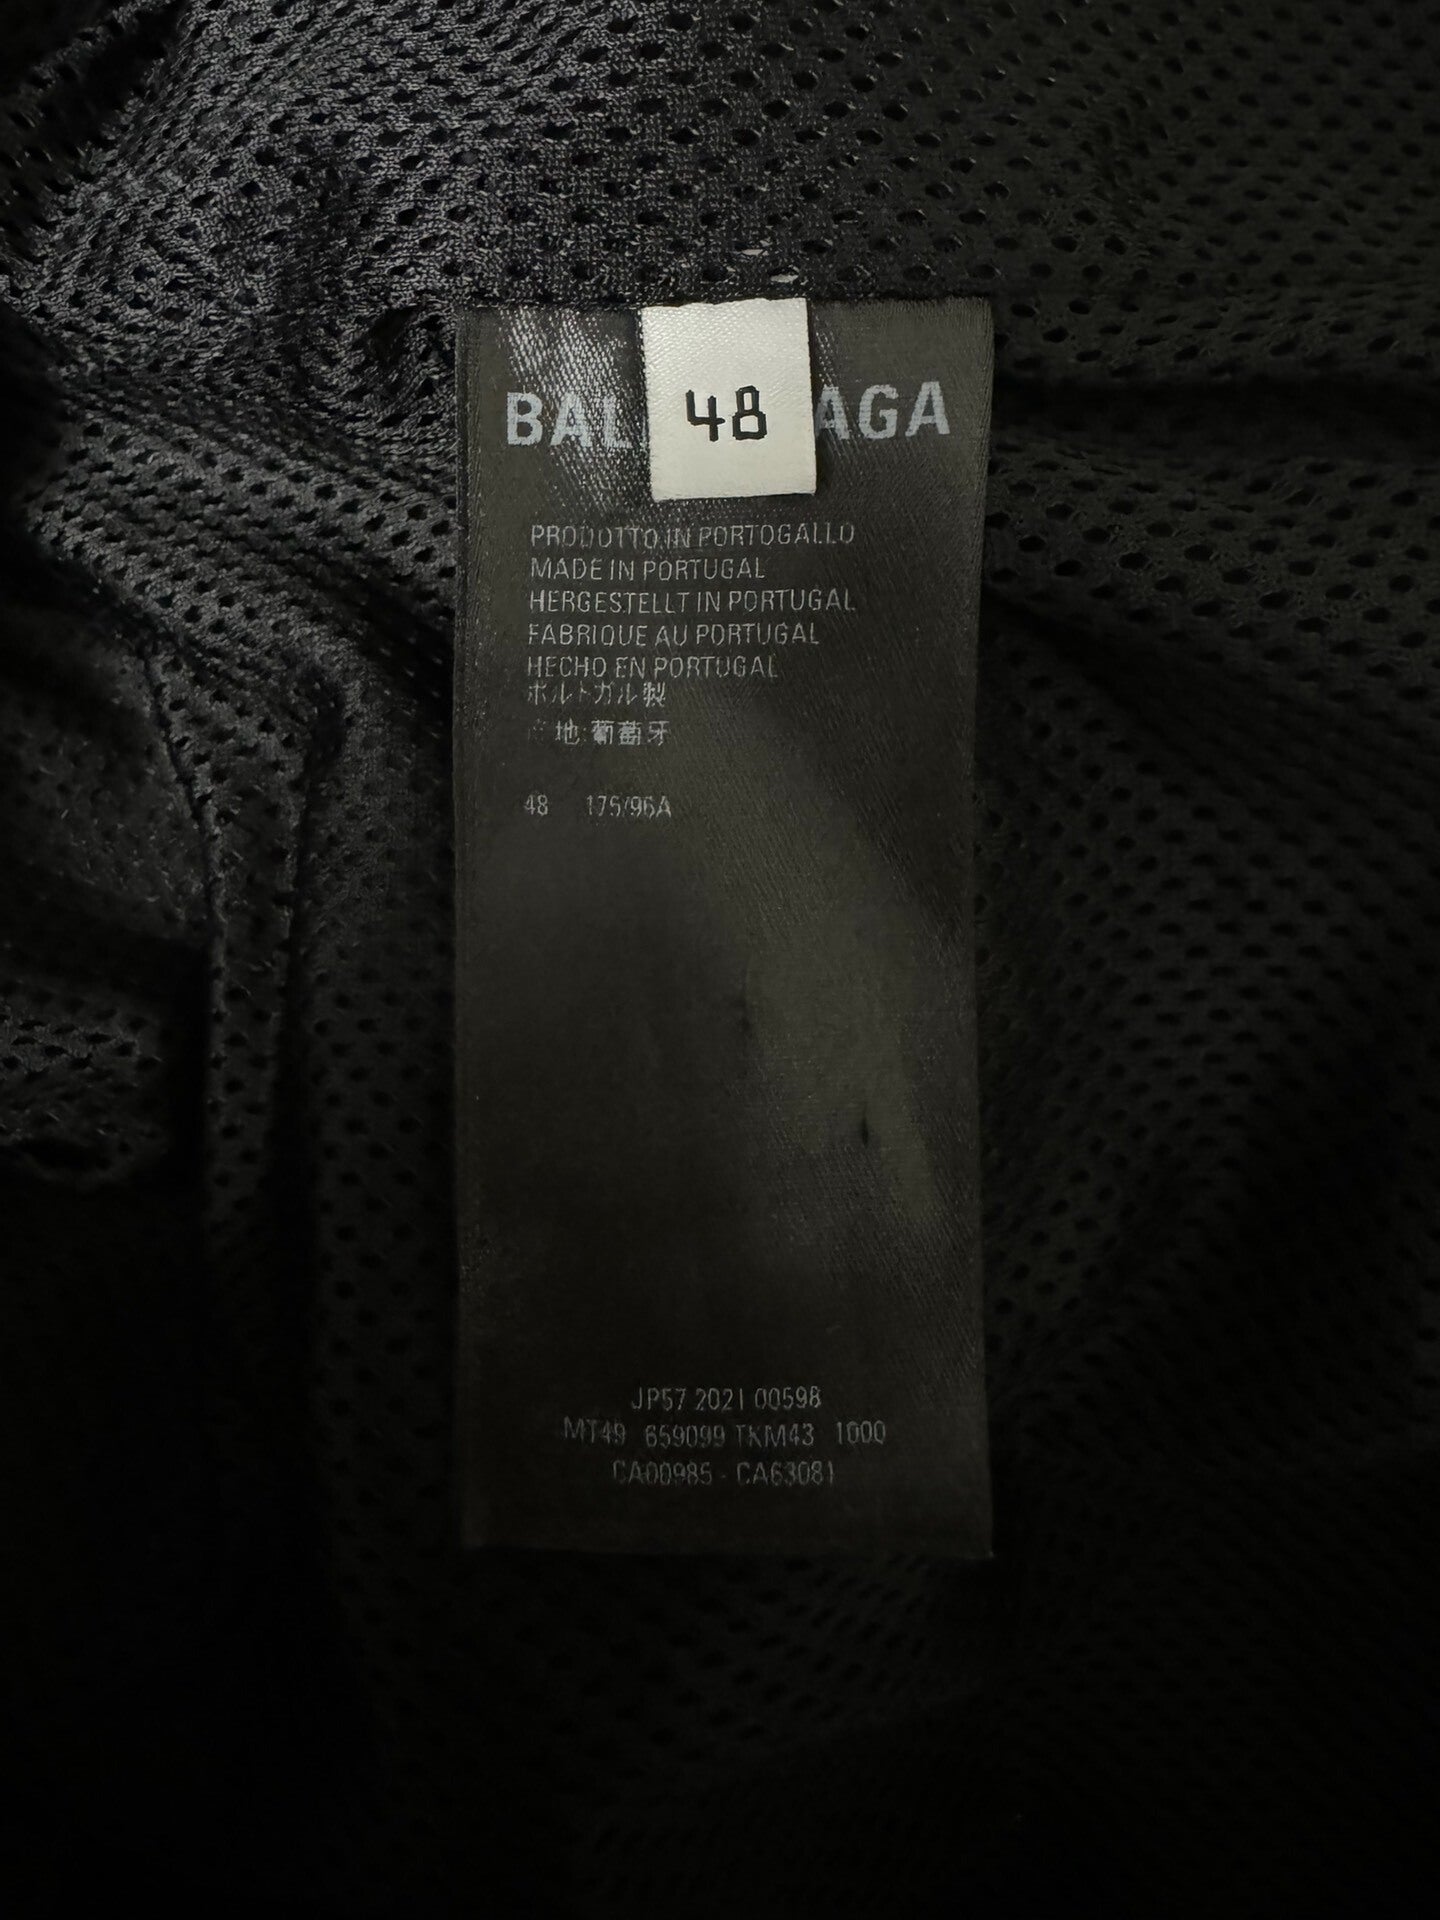 48
PRODOTTO IN PORTOGALLO
MADE IN PORTUGAL
HERGESTELLT IN PORTUGAL
FABRIQUE AU PORTUGAL
HECHO EN PORTUGAL
ポルトガル製
地:葡萄牙
48 175/96A
JP57 2021 00598
MT49 659099 TKM43 1000
CA00985 - CA63081